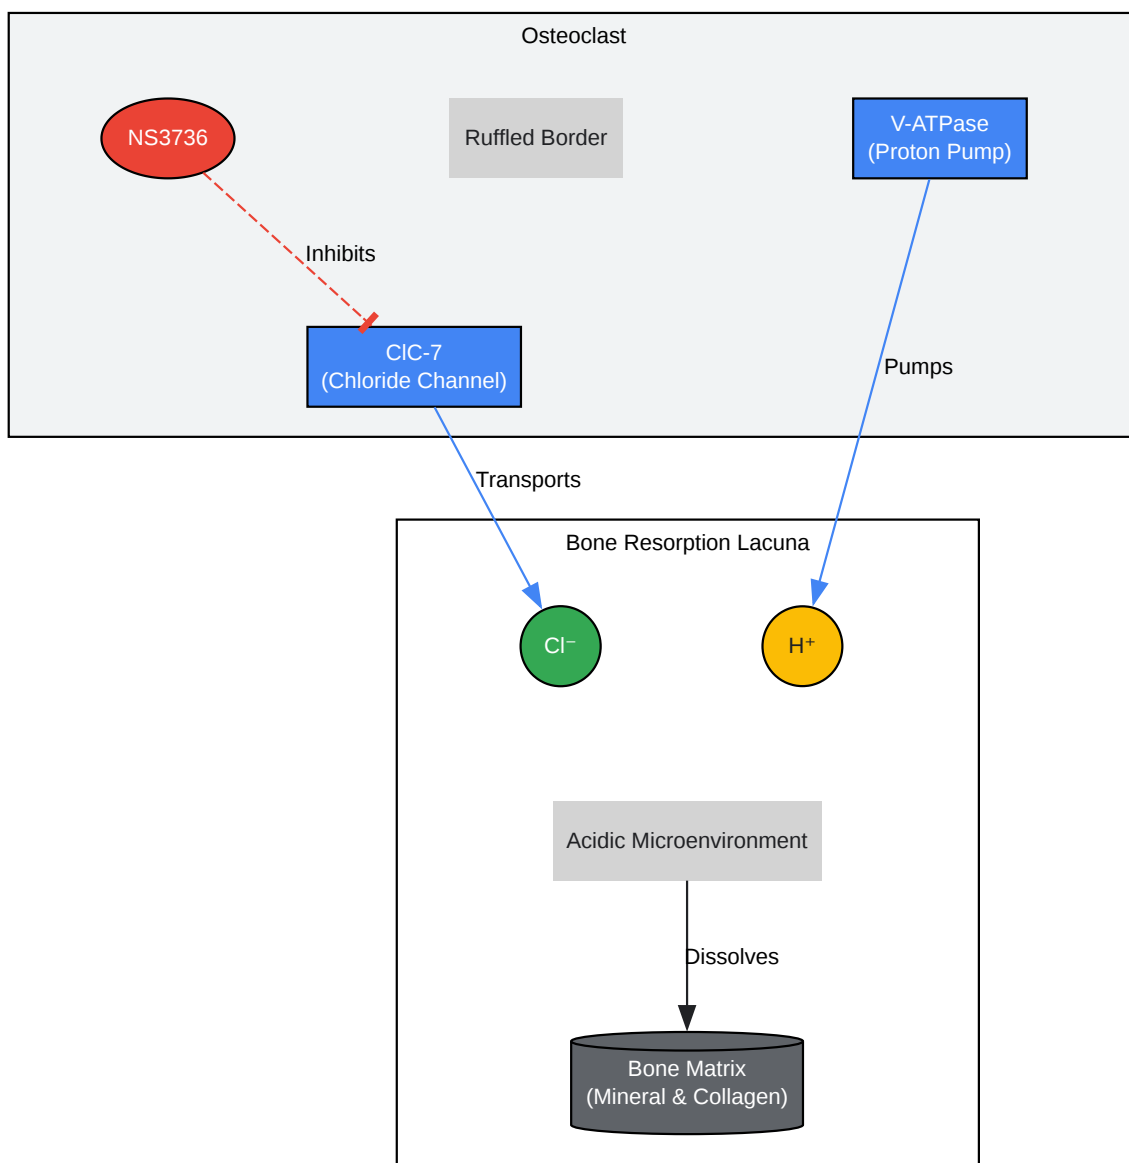 Osteoclast
NS3736
Ruffled Border
V-ATPase
(Proton Pump)
Inhibits
ClC-7
(Chloride Channel)
Pumps
Transports
Bone Resorption Lacuna
Cl⁻
H⁺
Acidic Microenvironment
Dissolves
Bone Matrix
(Mineral & Collagen)